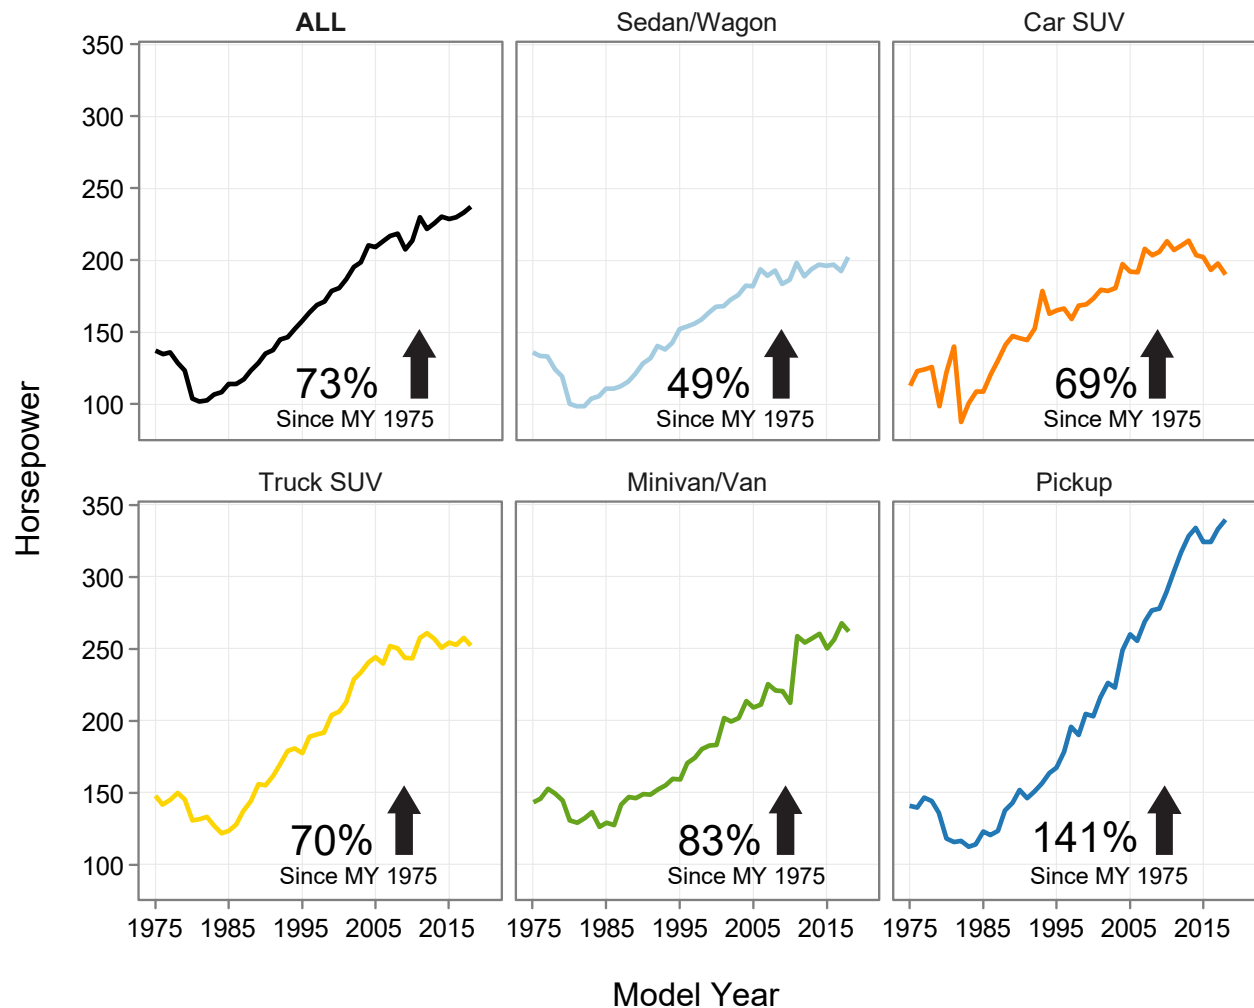 ALL
Sedan/Wagon
Car SUV
350
300
250
200
150
100
73%
Since MY 1975
49%
Since MY 1975
69%
Since MY 1975
Horsepower
Truck SUV
Minivan/Van
Pickup
350
300
250
200
150
100
70%
Since MY 1975
83%
Since MY 1975
141%
Since MY 1975
1975 1985 1995 2005 2015
1975 1985 1995 2005 2015
1975 1985 1995 2005 2015
Model Year